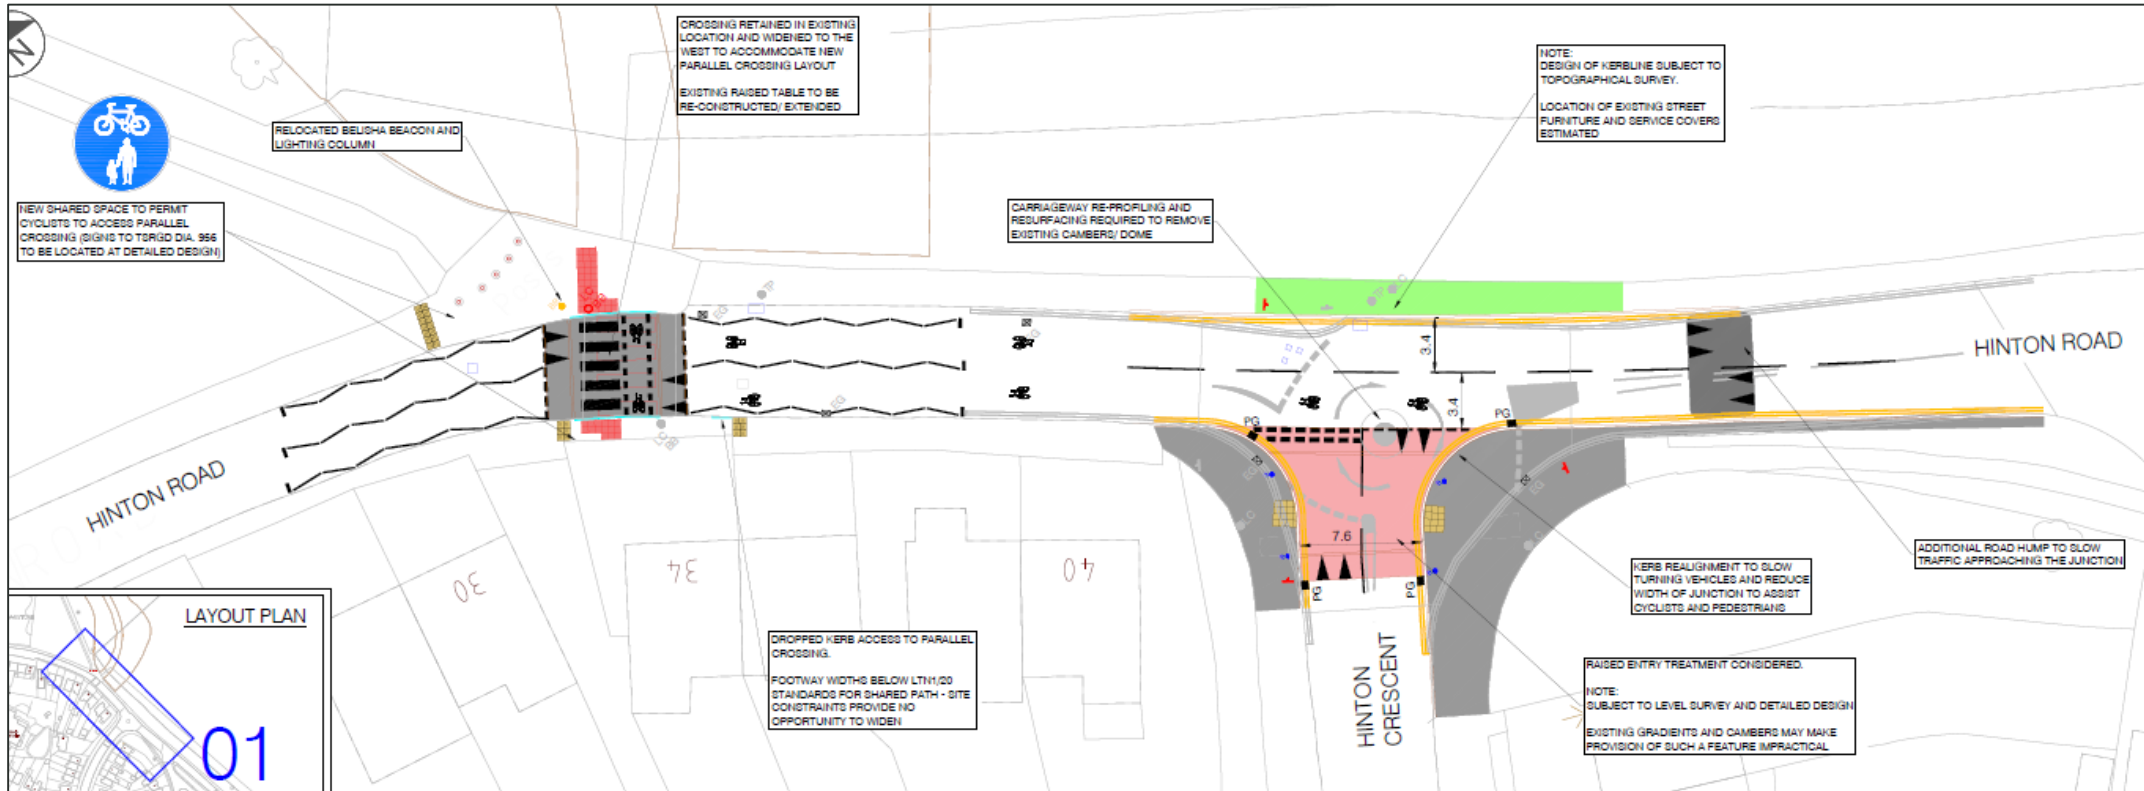 N
CROSSING RETAINED IN EXISTING
LOCATION AND WIDENED TO THE
WEST TO ACCOMMODATE NEW
PARALLEL CROSSING LAYOUT
EXISTING RAISED TABLE TO BE
RE-CONSTRUCTED/ EXTENDED
NOTE:
DESIGN OF KERBLINE SUBJECT TO
TOPOGRAPHICAL SURVEY.
LOCATION OF EXISTING STREET
FURNITURE AND SERVICE COVERS
ESTIMATED
RELOCATED BELISHA BEACON AND
LIGHTING COLUMN
NEW SHARED SPACE TO PERMIT
CYCLISTS TO ACCESS PARALLEL
CROSSING (SIGNS TO TSRGD DIA. 956
TO BE LOCATED AT DETAILED DESIGN)
CARRIAGEWAY RE-PROFILING AND
RESURFACING REQUIRED TO REMOVE
EXISTING CAMBERS/ DOME
TP
EG
EG
EG
TP
LC
3.4
3.4
HINTON ROAD
HINTON ROAD
PG
PG
EG
EG
LC
7.6
PG
PG
30
34
40
HINTON
CRESCENT
ADDITIONAL ROAD HUMP TO SLOW
TRAFFIC APPROACHING THE JUNCTION
KERB REALIGNMENT TO SLOW
TURNING VEHICLES AND REDUCE
WIDTH OF JUNCTION TO ASSIST
CYCLISTS AND PEDESTRIANS
DROPPED KERB ACCESS TO PARALLEL
CROSSING.
FOOTWAY WIDTHS BELOW LTN1/20
STANDARDS FOR SHARED PATH - SITE
CONSTRAINTS PROVIDE NO
OPPORTUNITY TO WIDEN
RAISED ENTRY TREATMENT CONSIDERED.
NOTE:
SUBJECT TO LEVEL SURVEY AND DETAILED DESIGN
EXISTING GRADIENTS AND CAMBERS MAY MAKE
PROVISION OF SUCH A FEATURE IMPRACTICAL
LAYOUT PLAN
01